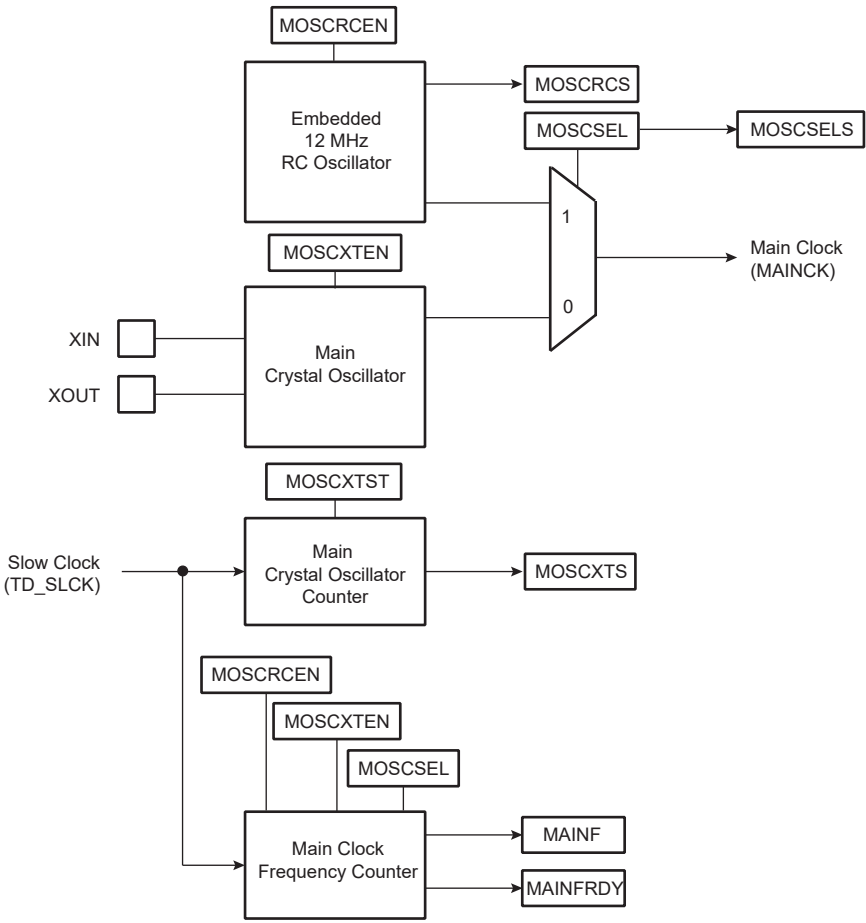 MOSCRCEN
Embedded
12 MHz
RC Oscillator
MOSCRCS
MOSCSEL
MOSCSELS
1
MOSCXTEN
Main Clock
(MAINCK)
0
XIN
Main
Crystal Oscillator
XOUT
MOSCXTST
Slow Clock
(TD_SLCK)
Main
Crystal Oscillator
Counter
MOSCXTS
MOSCRCEN
MOSCXTEN
MOSCSEL
Main Clock
Frequency Counter
MAINF
MAINFRDY